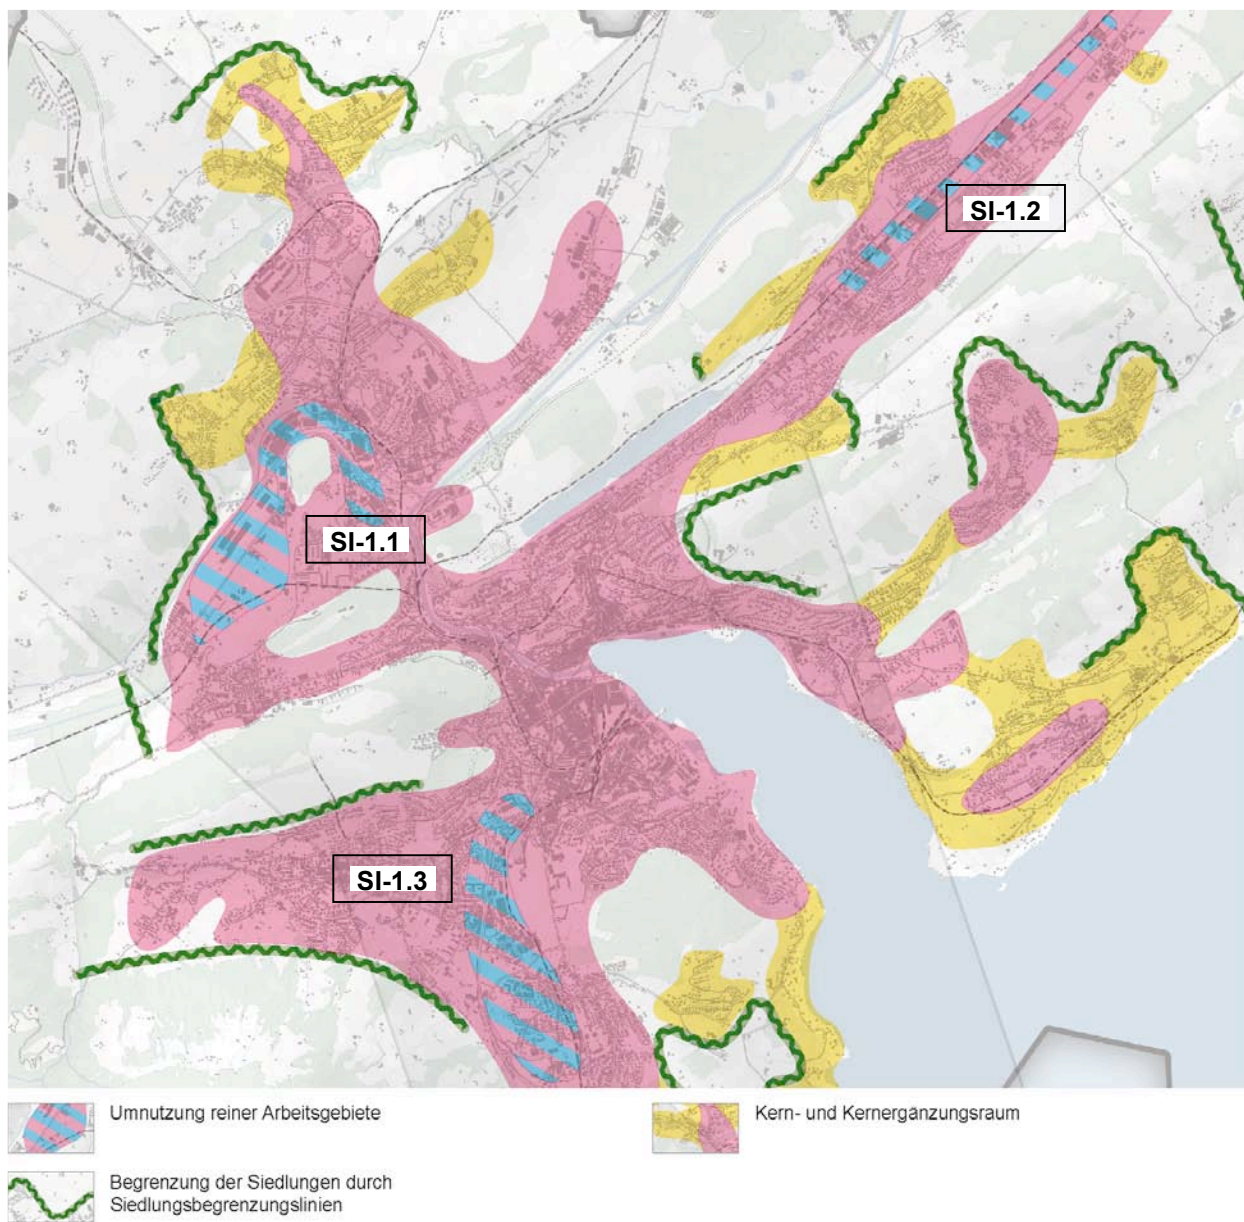 SI-1.2
SI-1.1
SI-1.3
Umnutzung reiner Arbeitsgebiete
Kern- und Kernergänzungsraum
Begrenzung der Siedlungen durch
Siedlungsbegrenzungslinien